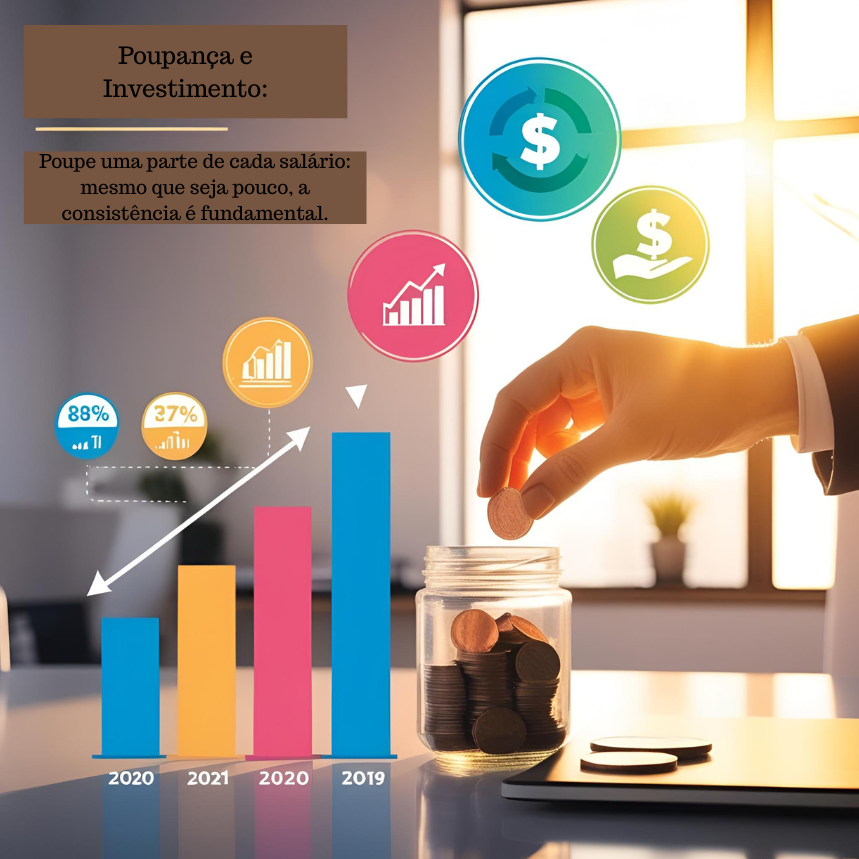 Poupança e
Investimento:
Poupe uma parte de cada salário:
mesmo que seja pouco, a
consistência é fundamental.
$
$
88%
37%
2020 2021 2020 2019